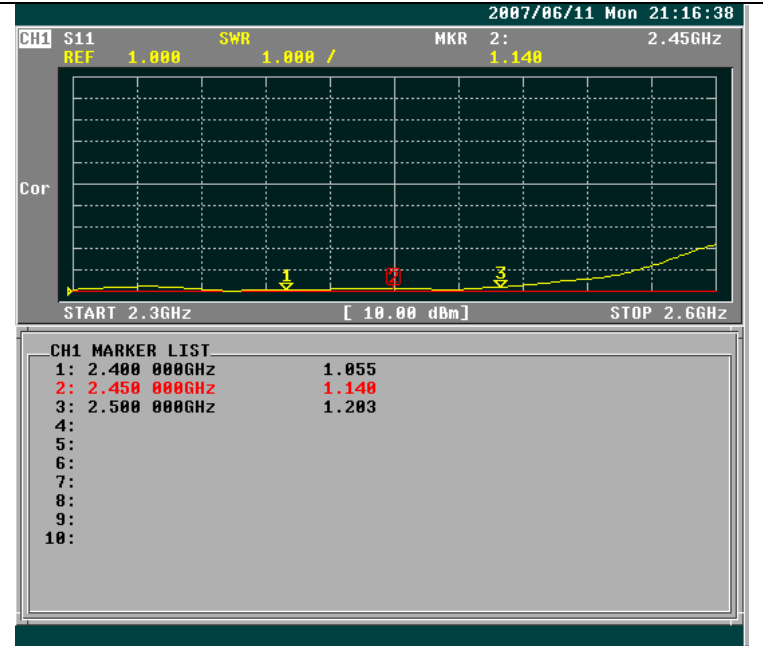 2007/06/11 Mon 21:16:38
CH1 S11 SWR MKR 2: 2.45GHz
REF 1.000 1.000 / 1.140
Cor
1 2 3
START 2.3GHz [ 10.00 dBm] STOP 2.6GHz
CH1 MARKER LIST
1: 2.400 000GHz 1.055
2: 2.450 000GHz 1.140
3: 2.500 000GHz 1.203
4:
5:
6:
7:
8:
9:
10: